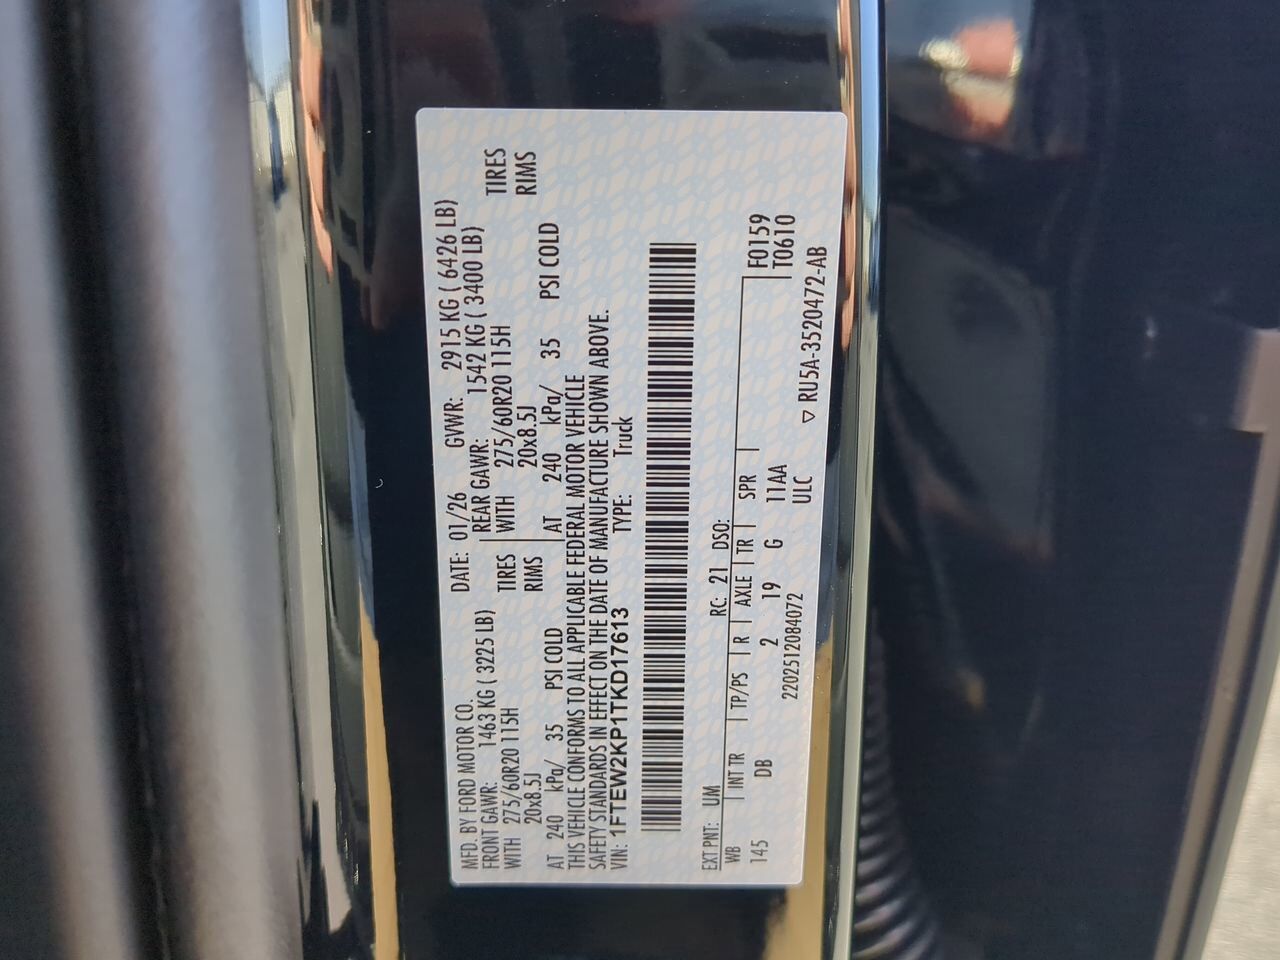 MFD. BY FORD MOTOR CO. DATE: 01/26 GVWR: 2915 KG ( 6426 LB)
FRONT GAWR: 1463 KG ( 3225 LB) REAR GAWR: 1542 KG ( 3400 LB)
WITH 275/60R20 115H TIRES WITH 275/60R20 115H TIRES
20x8.5J RIMS 20x8.5J RIMS
AT 240 kPa/ 35 PSI COLD AT 240 kPa/ 35 PSI COLD
THIS VEHICLE CONFORMS TO ALL APPLICABLE FEDERAL MOTOR VEHICLE
SAFETY STANDARDS IN EFFECT ON THE DATE OF MANUFACTURE SHOWN ABOVE.
VIN: 1FTEW2KP1TKD17613 TYPE: Truck
EXT PNT: UM RC: 21 DSO:
WB | INT TR | TP/PS | R | AXLE | TR | SPR | F0159
145 DB 2 19 G 11AA T0610
2202512084072 ULC
▽ RU5A-3520472-AB